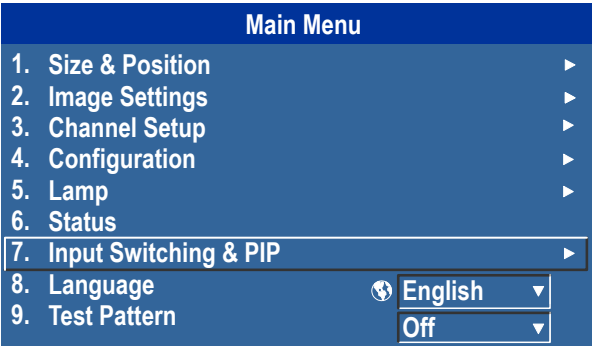 Main Menu
1. Size & Position
2. Image Settings
3. Channel Setup
4. Configuration
5. Lamp
6. Status
7. Input Switching & PIP
8. Language English
9. Test Pattern Off